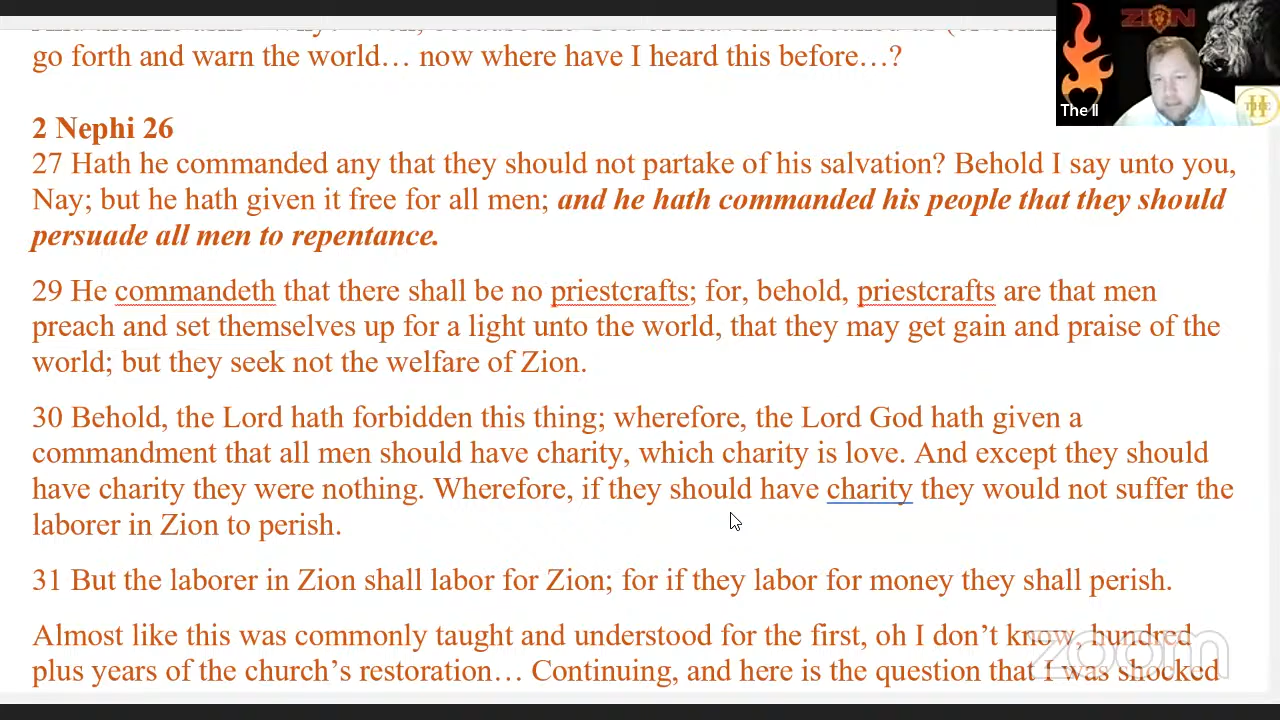 go forth and warn the world… now where have I heard this before…?
2 Nephi 26
27 Hath he commanded any that they should not partake of his salvation? Behold I say unto you,
Nay; but he hath given it free for all men; and he hath commanded his people that they should
persuade all men to repentance.
29 He commandeth that there shall be no priestcrafts; for, behold, priestcrafts are that men
preach and set themselves up for a light unto the world, that they may get gain and praise of the
world; but they seek not the welfare of Zion.
30 Behold, the Lord hath forbidden this thing; wherefore, the Lord God hath given a
commandment that all men should have charity, which charity is love. And except they should
have charity they were nothing. Wherefore, if they should have charity they would not suffer the
laborer in Zion to perish.
31 But the laborer in Zion shall labor for Zion; for if they labor for money they shall perish.
Almost like this was commonly taught and understood for the first, oh I don’t know, hundred
plus years of the church’s restoration… Continuing, and here is the question that I was shocked
ZION
The II
THE
zoom